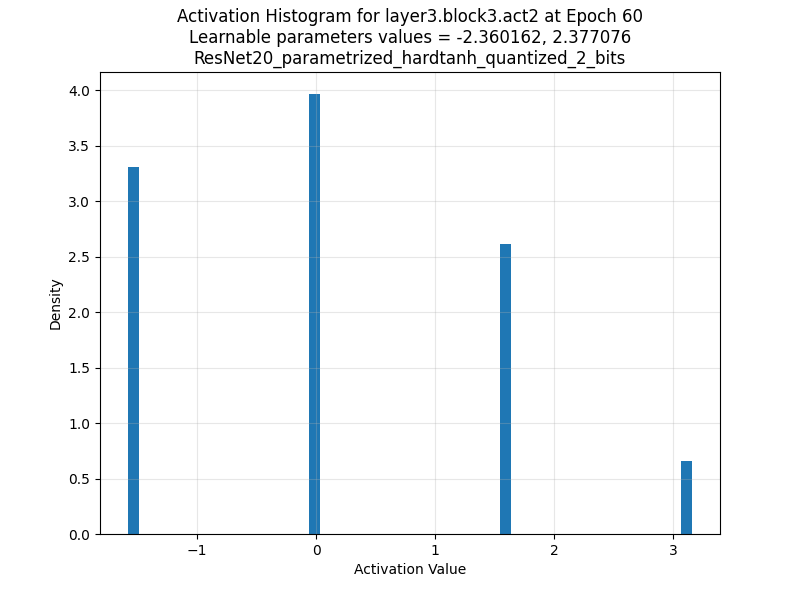 Activation Histogram for layer3.block3.act2 at Epoch 60
Learnable parameters values = -2.360162, 2.377076
ResNet20_parametrized_hardtanh_quantized_2_bits
4.0
3.5
3.0
2.5
2.0
1.5
1.0
0.5
0.0
Density
−1
0
1
2
3
Activation Value